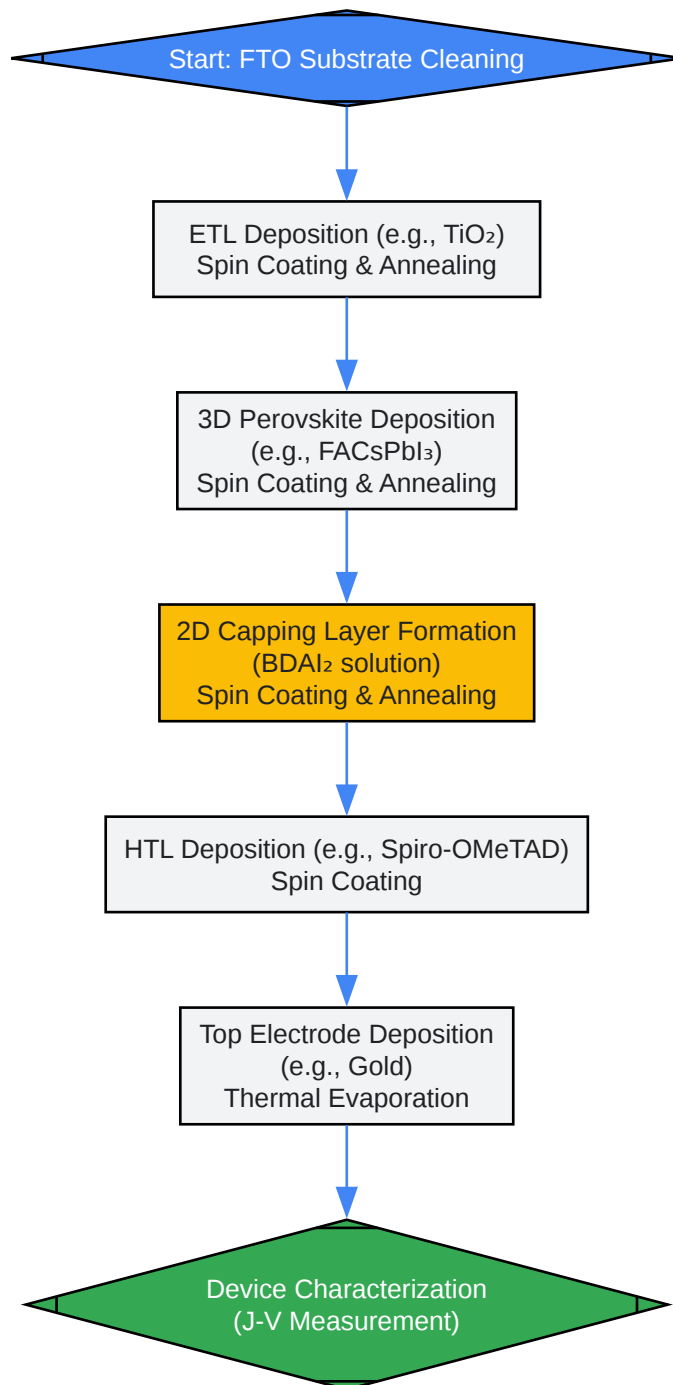 Start: FTO Substrate Cleaning
ETL Deposition (e.g., TiO₂)
Spin Coating & Annealing
3D Perovskite Deposition
(e.g., FACsPbI₃)
Spin Coating & Annealing
2D Capping Layer Formation
(BDAI₂ solution)
Spin Coating & Annealing
HTL Deposition (e.g., Spiro-OMeTAD)
Spin Coating
Top Electrode Deposition
(e.g., Gold)
Thermal Evaporation
Device Characterization
(J-V Measurement)